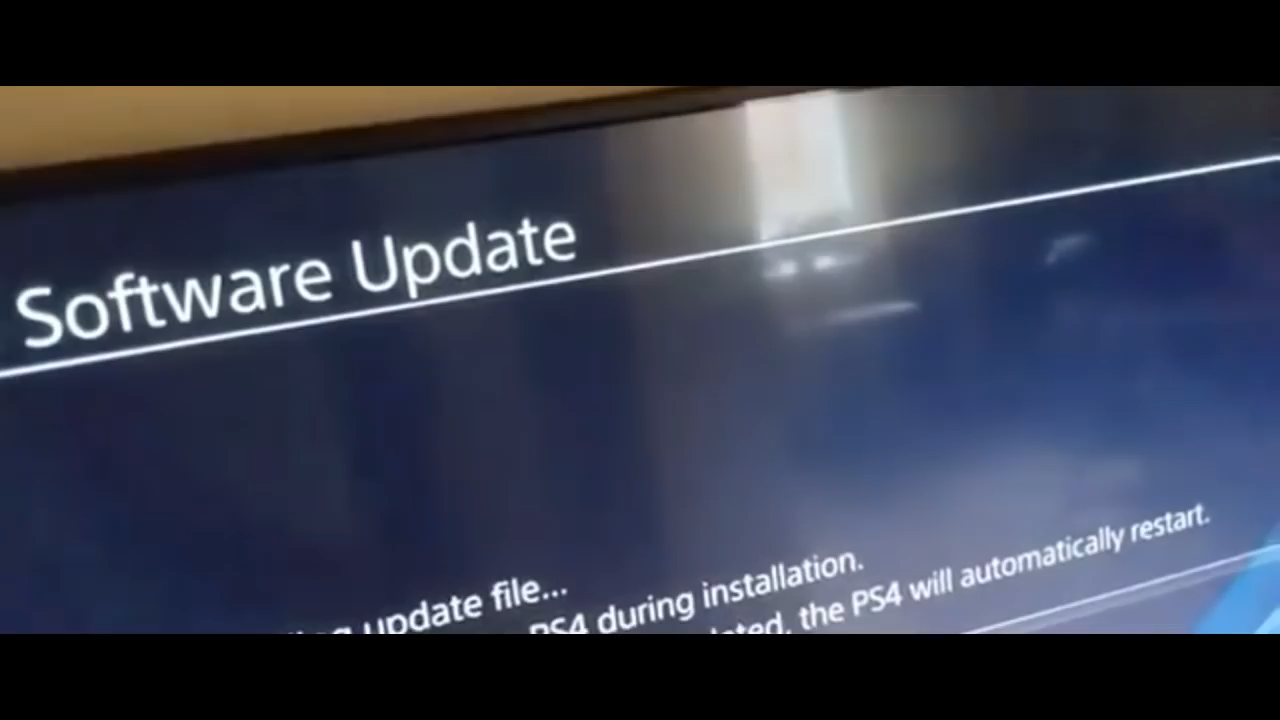 Software Update
update file...
PS4 during installation.
the PS4 will automatically restart.